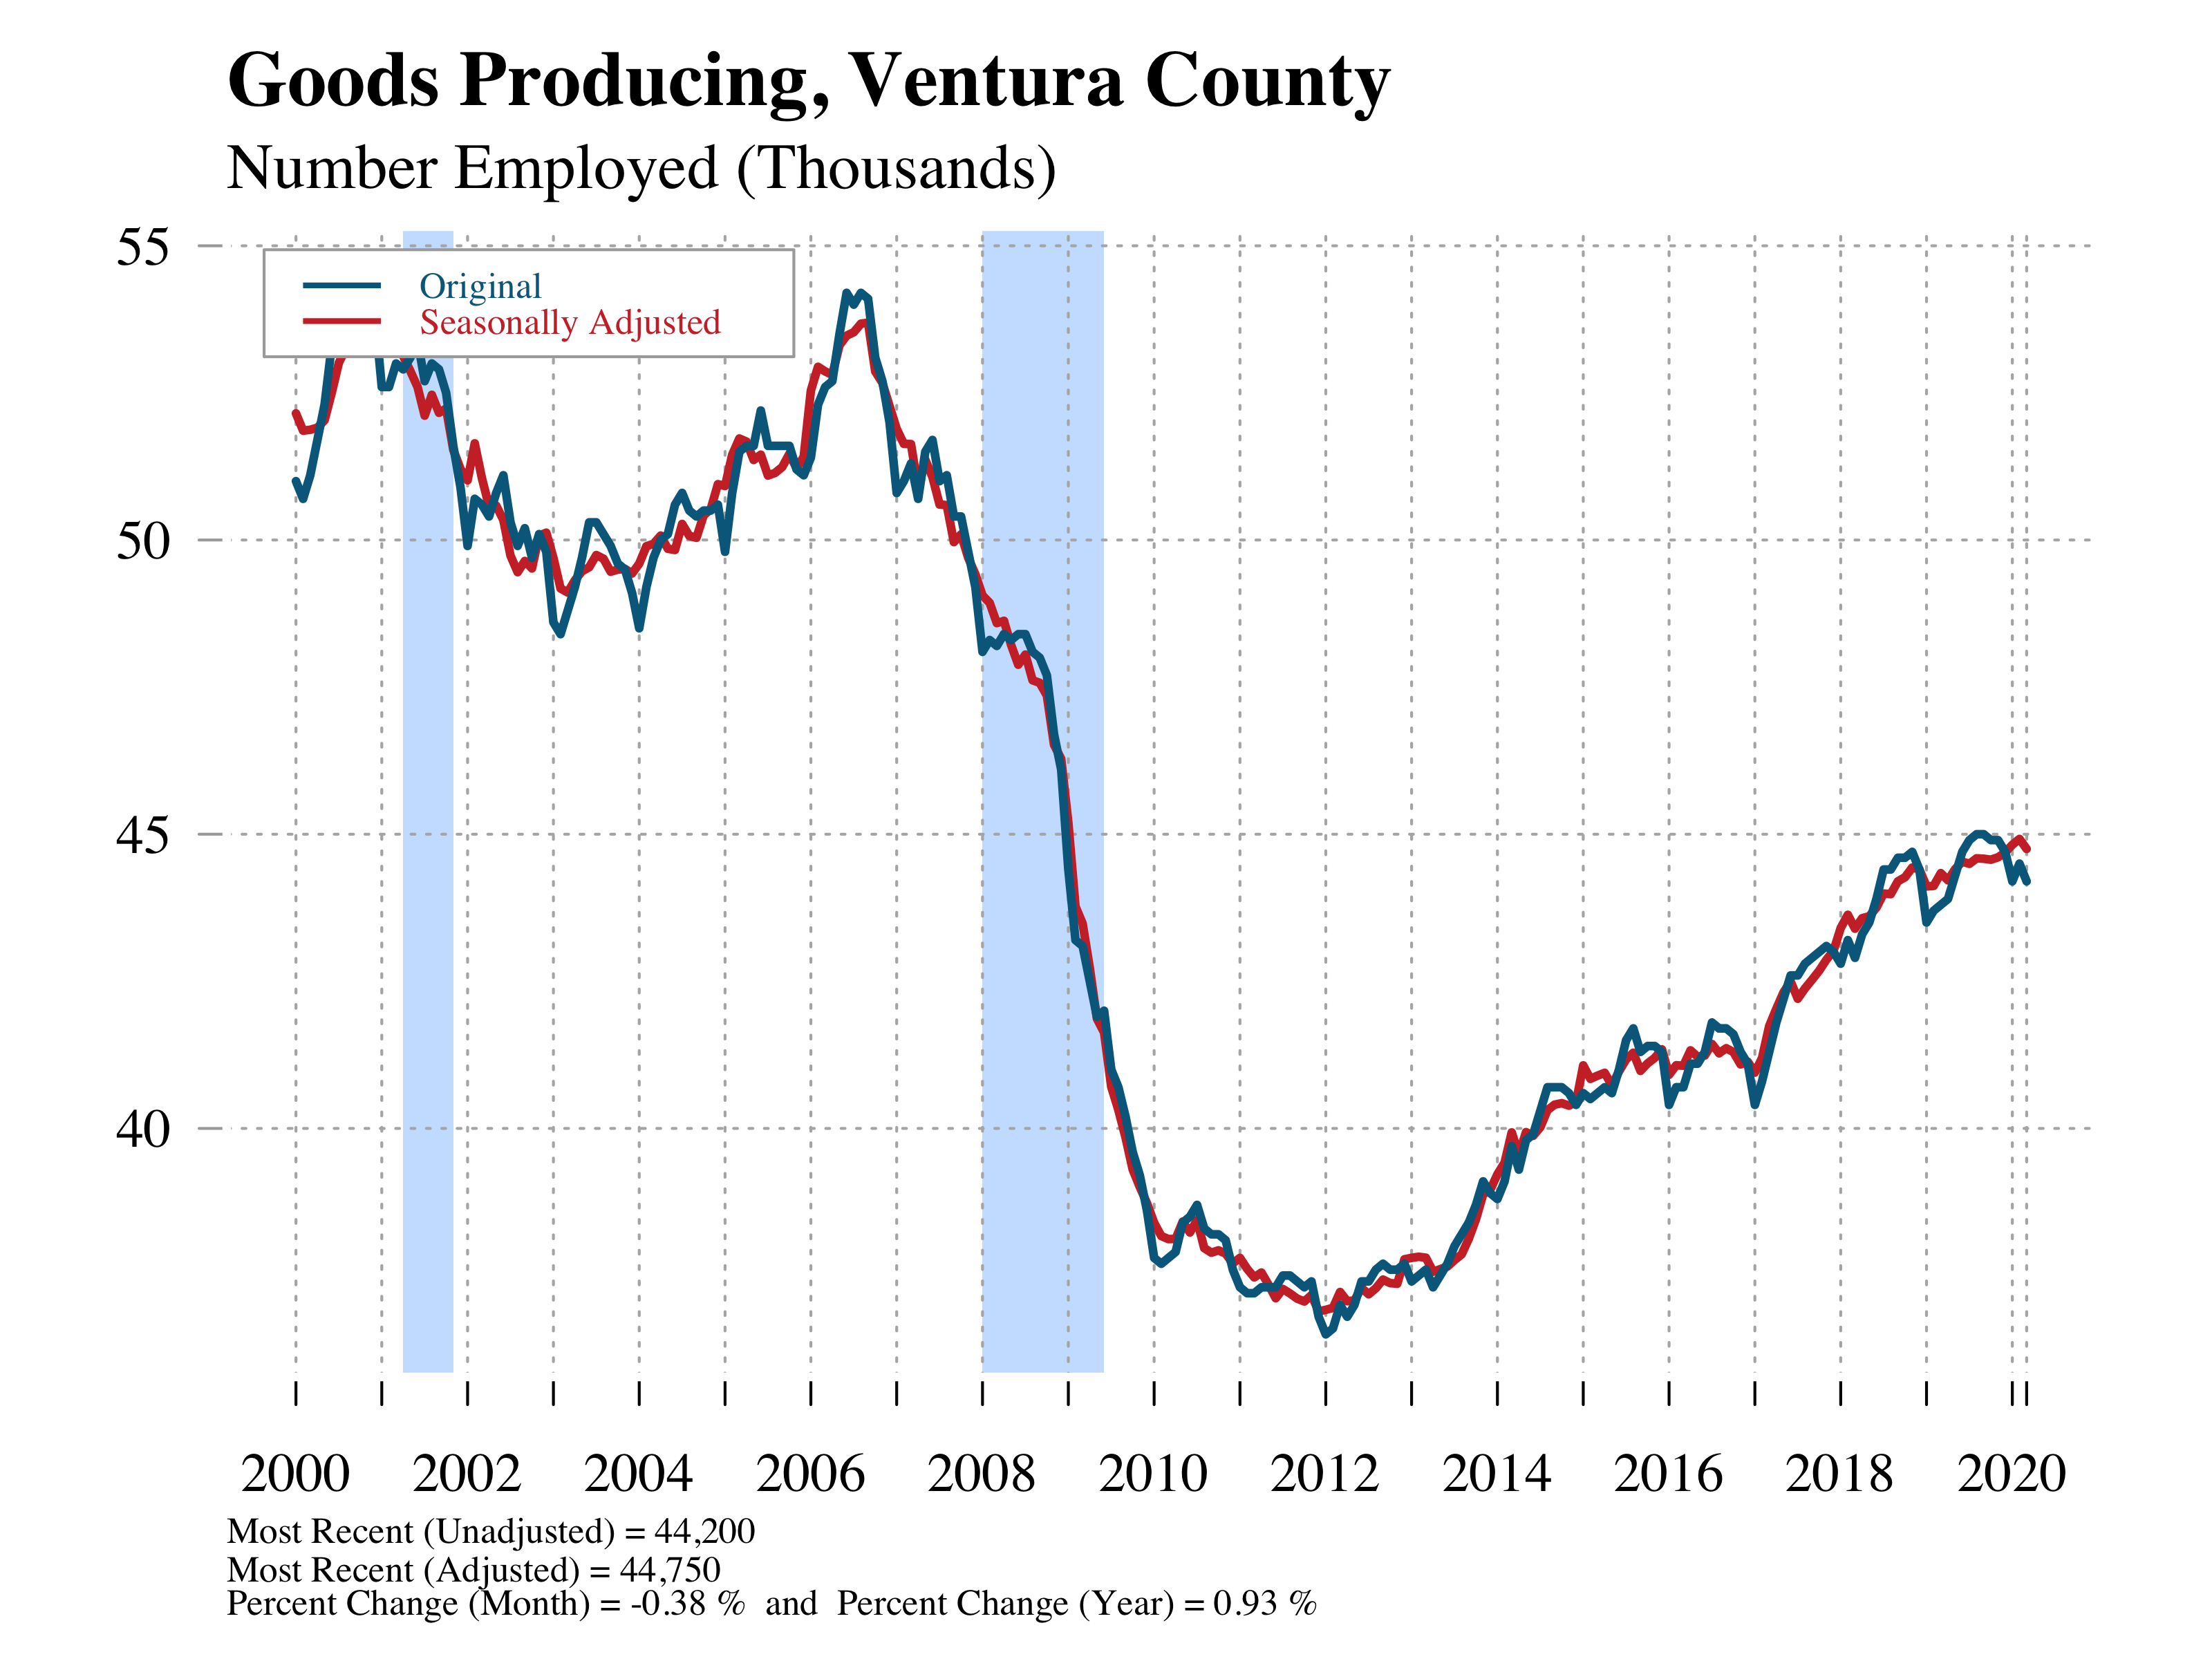 Goods Producing, Ventura County
Number Employed (Thousands)
55
Original
Seasonally Adjusted
50
45
40
2000 2002 2004 2006 2008 2010 2012 2014 2016 2018 2020
Most Recent (Unadjusted) = 44,200
Most Recent (Adjusted) = 44,750
Percent Change (Month) = -0.38 % and Percent Change (Year) = 0.93 %